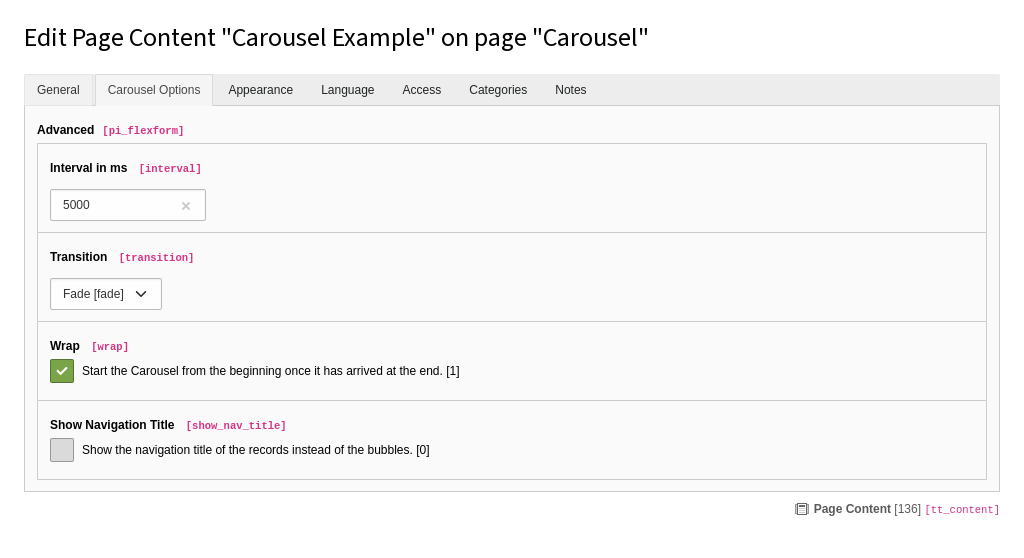 Edit Page Content "Carousel Example" on page "Carousel"
General Carousel Options Appearance Language Access Categories Notes
Advanced [pi_flexform]
Interval in ms [interval]
5000
Transition [transition]
Fade [fade]
Wrap [wrap]
Start the Carousel from the beginning once it has arrived at the end. [1]
Show Navigation Title [show_nav_title]
Show the navigation title of the records instead of the bubbles. [0]
Page Content [136] [tt_content]